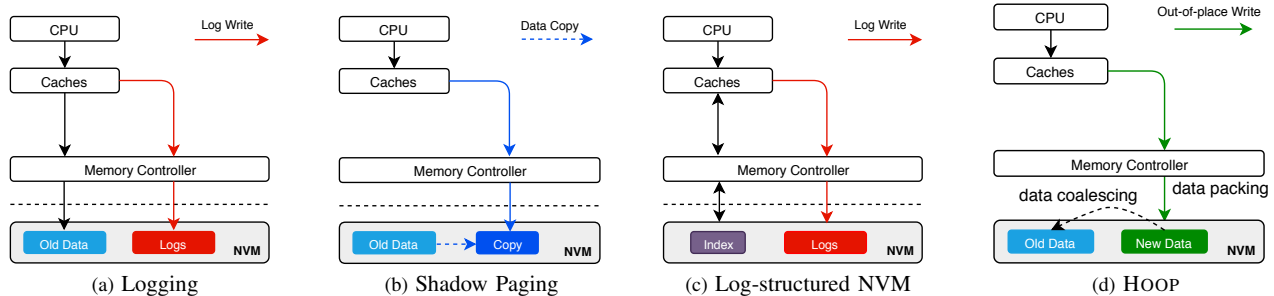 CPU
Log Write
Caches
Memory Controller
Old Data
Logs
NVM
(a) Logging
CPU
Data Copy
Caches
Memory Controller
Old Data
Copy
NVM
(b) Shadow Paging
CPU
Log Write
Caches
Memory Controller
Index
Logs
NVM
(c) Log-structured NVM
CPU
Out-of-place Write
Caches
Memory Controller
data packing
data coalescing
Old Data
New Data
NVM
(d) HOOP